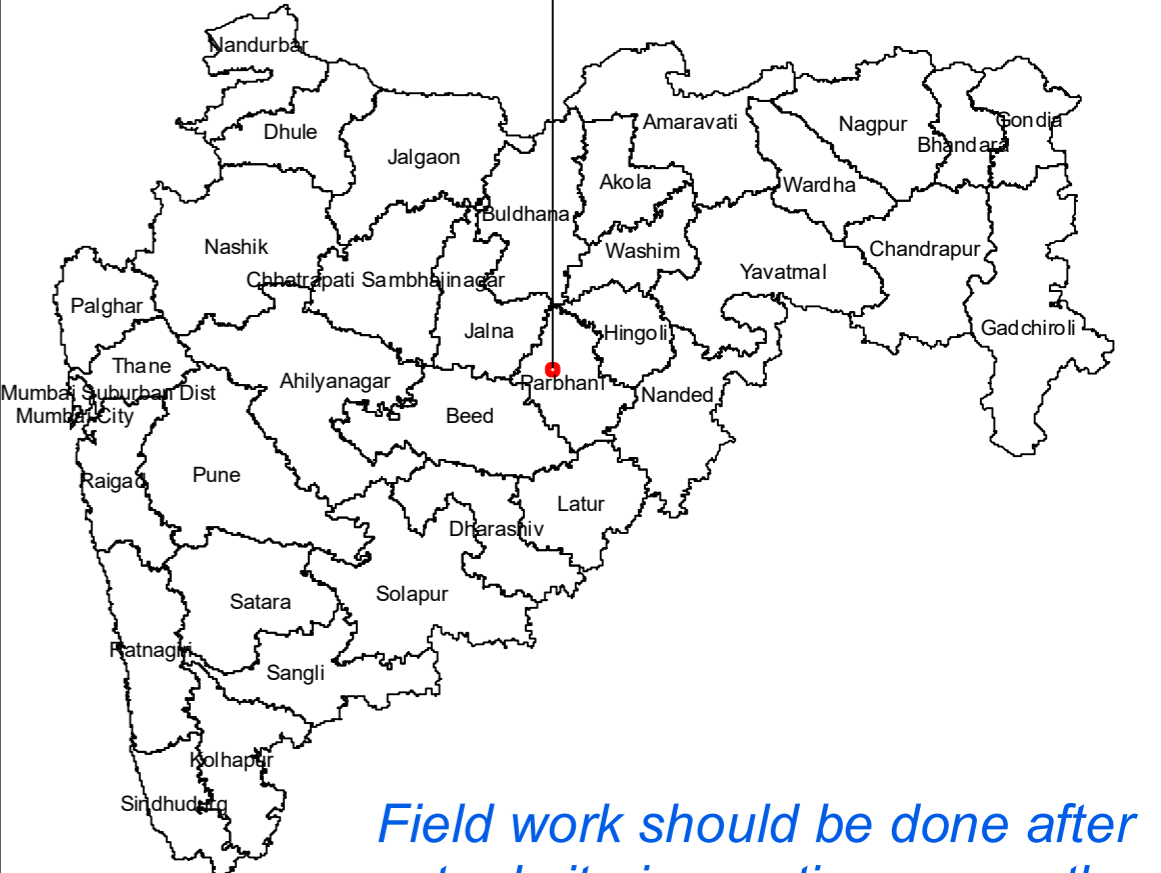 Nandurbar
Dhule
Jalgaon
Amaravati
Nagpur
Gondia
Bhandara
Akola
Wardha
Buldhana
Washim
Nashik
Chandrapur
Chhatrapati Sambhajinagar
Yavatmal
Palghar
Jalna
Hingoli
Gadchiroli
Thane
Ahilyanagar
Parbhani
Mumbai Suburban Dist
Nanded
Mumbai City
Beed
Raigad
Pune
Latur
Dharashiv
Satara
Solapur
Ratnagiri
Sangli
Kolhapur
Sindhudurg
Field work should be done after